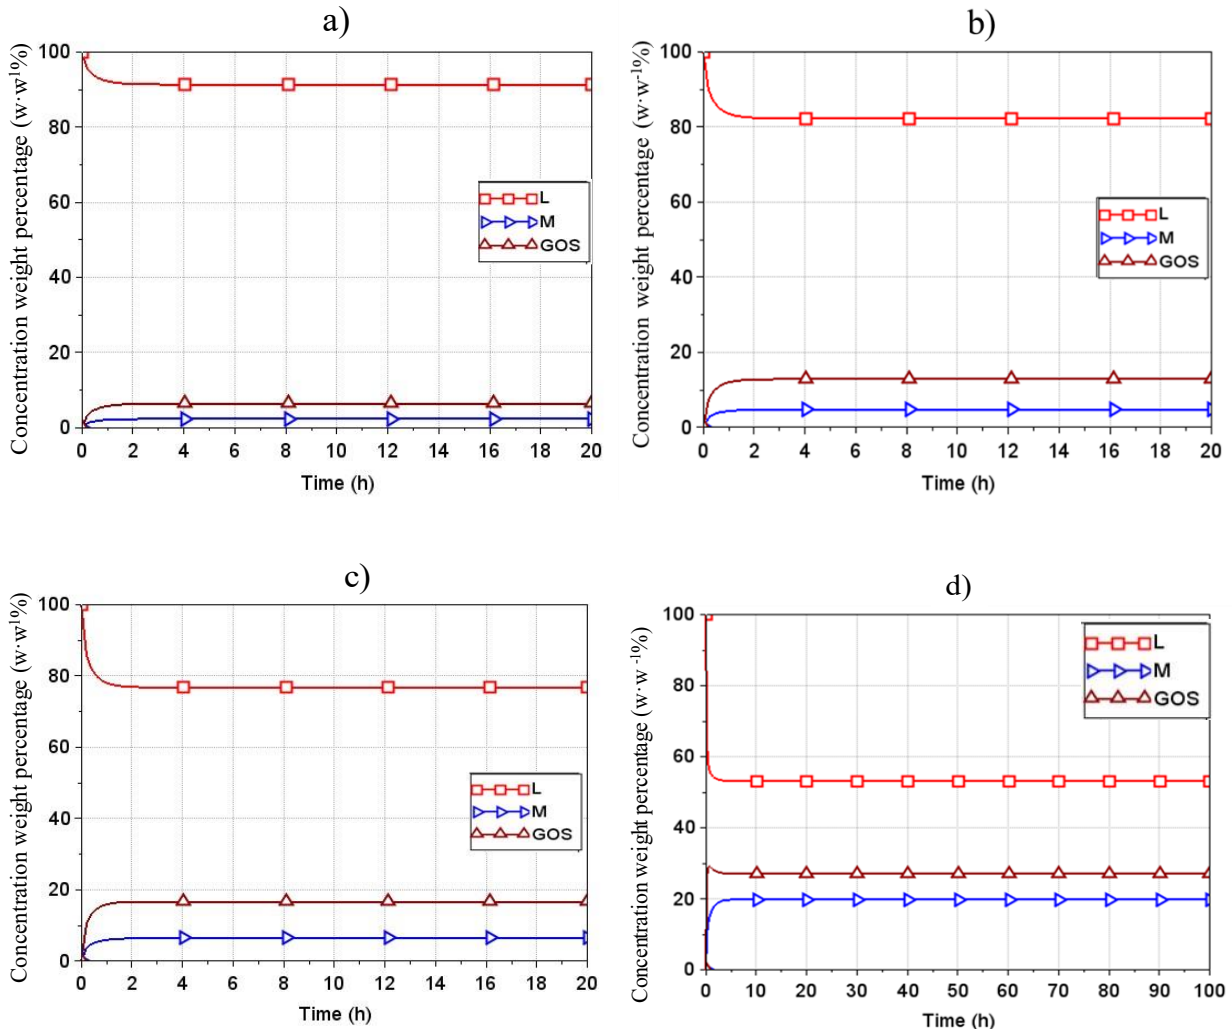 a)
Concentration weight percentage (w·w¹⁰%)
100
80
60
40
20
0
L
M
GOS
0 2 4 6 8 10 12 14 16 18 20
Time (h)
b)
Concentration weight percentage (w·w⁻¹⁰%)
100
80
60
40
20
0
L
M
GOS
0 2 4 6 8 10 12 14 16 18 20
Time (h)
c)
Concentration weight percentage (w·w¹⁰%)
100
80
60
40
20
0
L
M
GOS
0 2 4 6 8 10 12 14 16 18 20
Time (h)
d)
Concentration weight percentage (w·w ⁻¹⁰%)
100
80
60
40
20
0
L
M
GOS
0 10 20 30 40 50 60 70 80 90 100
Time (h)